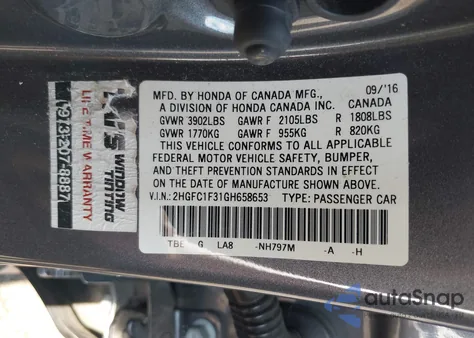 MFD. BY HONDA OF CANADA MFG., 09/'16
A DIVISION OF HONDA CANADA INC. CANADA
GVWR 3902LBS GAWR F 2105LBS R 1808LBS
GVWR 1770KG GAWR F 955KG R 820KG
THIS VEHICLE CONFORMS TO ALL APPLICABLE
FEDERAL MOTOR VEHICLE SAFETY, BUMPER,
AND THEFT PREVENTION STANDARDS IN EFFECT
ON THE DATE OF MANUFACTURE SHOWN ABOVE.
V.I.N: 2HGFC1F31GH658653 TYPE: PASSENGER CAR
TBE G LA8 -NH797M -A -H
WINDOW
TINTING
LIFETIME WARRANTY
autoSnap